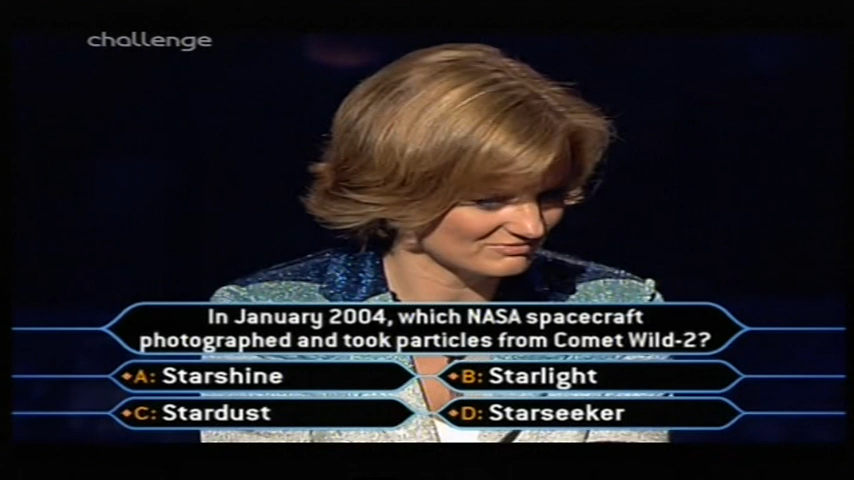 challenge
In January 2004, which NASA spacecraft
photographed and took particles from Comet Wild-2?
A: Starshine
B: Starlight
C: Stardust
D: Starseeker